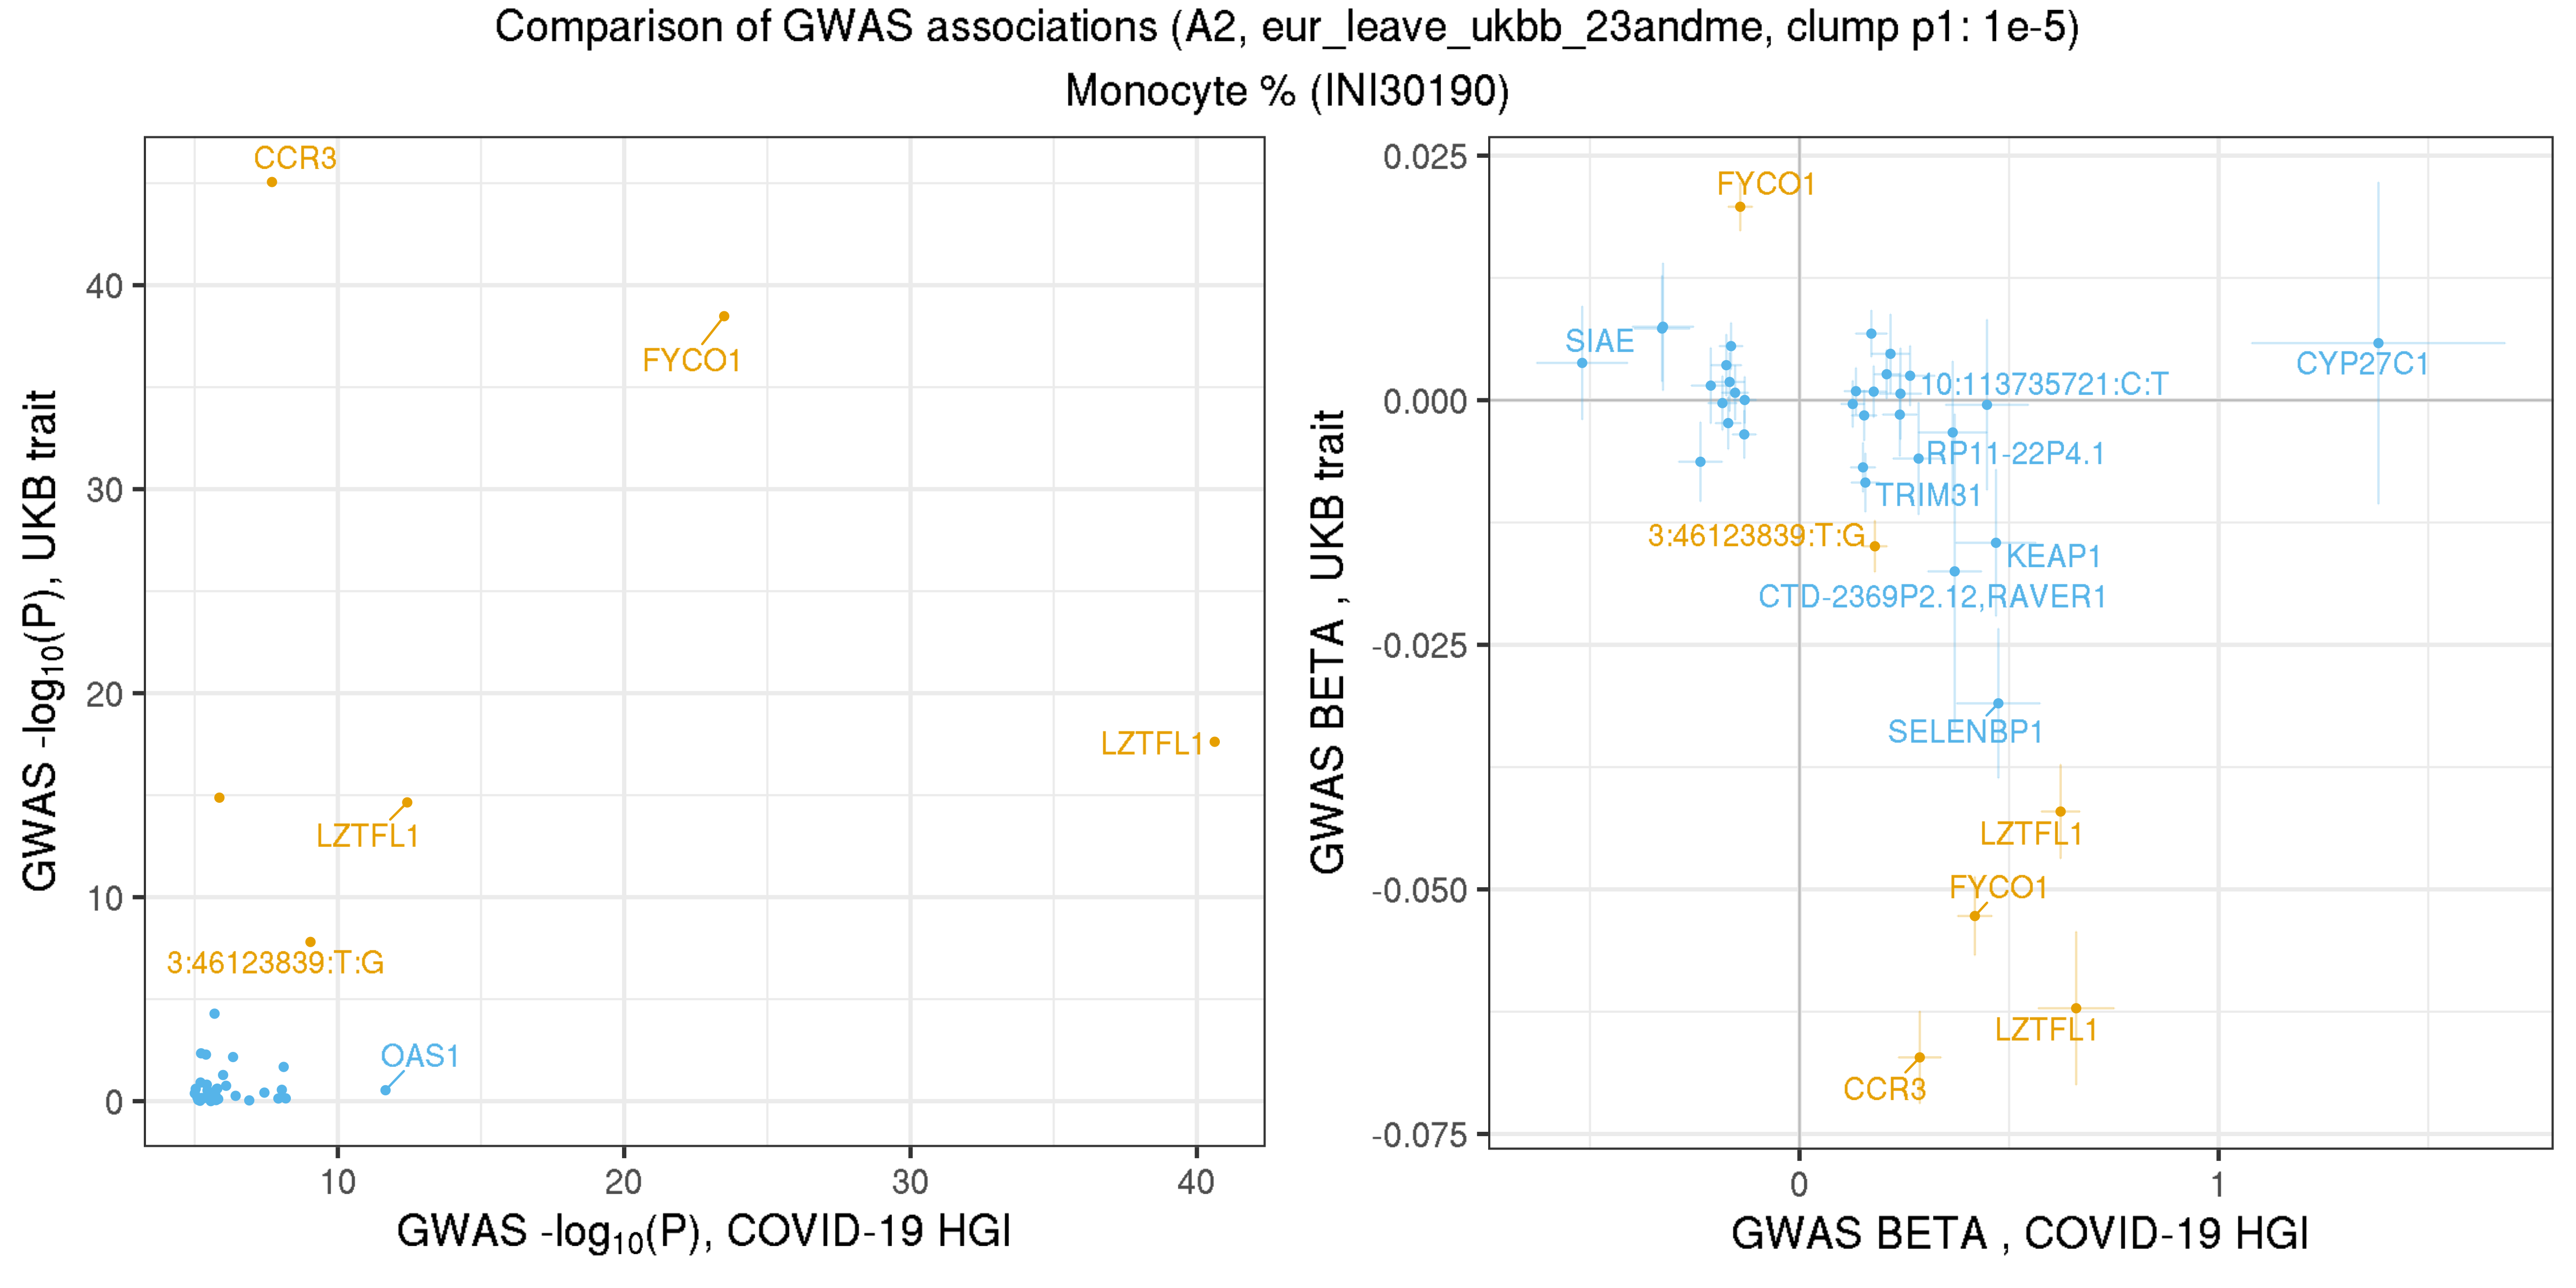 Comparison of GWAS associations (A2, eur_leave_ukbb_23andme, clump p1: 1e-5)
Monocyte % (INI30190)
GWAS -log10(P), UKB trait
40
30
20
10
0
CCR3
FYCO1
LZTFL1
LZTFL1
3:46123839:T:G
OAS1
10
20
30
40
GWAS -log10(P), COVID-19 HGI
GWAS BETA , UKB trait
0.025
0.000
-0.025
-0.050
-0.075
FYCO1
SIAE
CYP27C1
10:113735721:C:T
RP11-22P4.1
TRIM31
3:46123839:T:G
KEAP1
CTD-2369P2.12,RAVER1
SELENBP1
LZTFL1
FYCO1
LZTFL1
CCR3
0
1
GWAS BETA , COVID-19 HGI